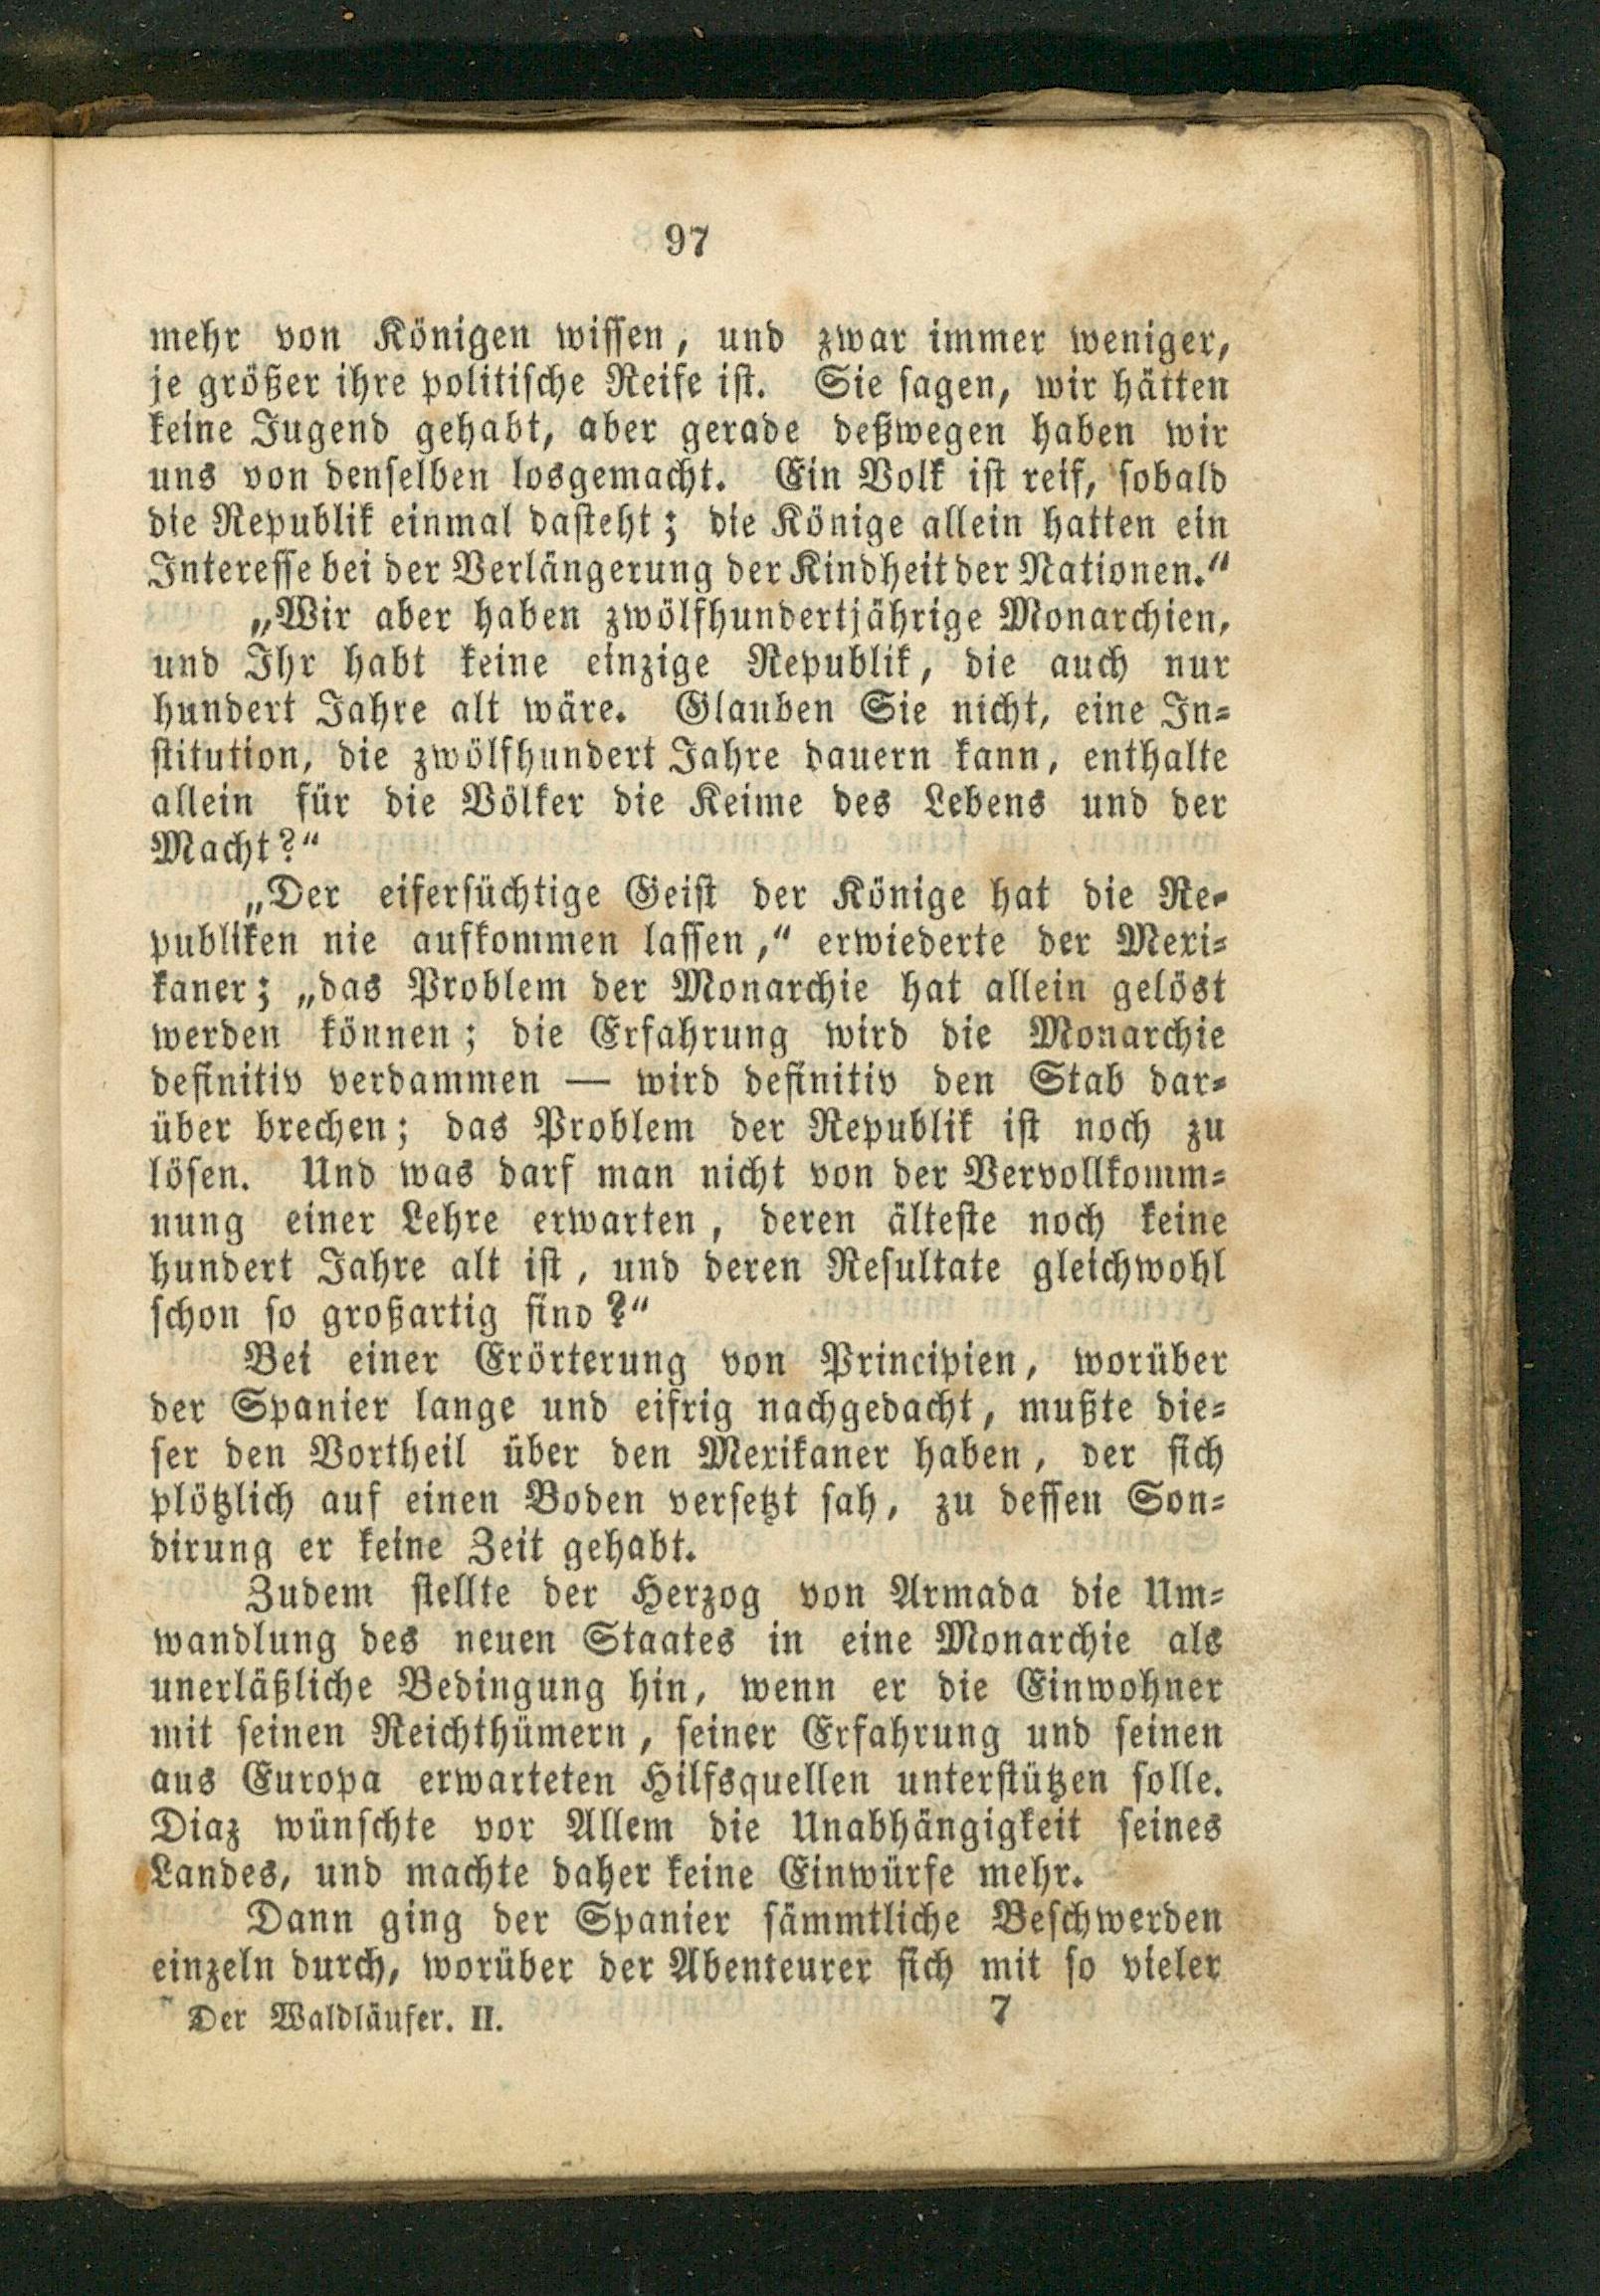 97
mehr von Königen wissen, und zwar immer weniger,
je größer ihre politische Reife ist. Sie sagen, wir hätten
keine Jugend gehabt, aber gerade deßwegen haben wir
uns von denselben losgemacht. Ein Volk ist reif, sobald
die Republik einmal dasteht; die Könige allein hatten ein
Interesse bei der Verlängerung der Kindheit der Nationen.“
„Wir aber haben zwölfhundertjährige Monarchien,
und Ihr habt keine einzige Republik, die auch nur
hundert Jahre alt wäre. Glauben Sie nicht, eine In-
stitution, die zwölfhundert Jahre dauern kann, enthalte
allein für die Völker die Keime des Lebens und der
Macht?“
„Der eifersüchtige Geist der Könige hat die Re-
publiken nie aufkommen lassen,“ erwiederte der Mexi-
kaner; „das Problem der Monarchie hat allein gelöst
werden können; die Erfahrung wird die Monarchie
definitiv verdammen — wird definitiv den Stab dar-
über brechen; das Problem der Republik ist noch zu
lösen. Und was darf man nicht von der Vervollkomm-
nung einer Lehre erwarten, deren älteste noch keine
hundert Jahre alt ist, und deren Resultate gleichwohl
schon so großartig sind?“
Bei einer Erörterung von Principien, worüber
der Spanier lange und eifrig nachgedacht, mußte die-
ser den Vortheil über den Mexikaner haben, der sich
plötzlich auf einen Boden versetzt sah, zu dessen Son-
dirung er keine Zeit gehabt.
Zudem stellte der Herzog von Armada die Um-
wandlung des neuen Staates in eine Monarchie als
unerläßliche Bedingung hin, wenn er die Einwohner
mit seinen Reichthümern, seiner Erfahrung und seinen
aus Europa erwarteten Hilfsquellen unterstützen solle.
Diaz wünschte vor Allem die Unabhängigkeit seines
Landes, und machte daher keine Einwürfe mehr.
Dann ging der Spanier sämmtliche Beschwerden
einzeln durch, worüber der Abenteurer sich mit so vieler
Der Waldläufer. II. 7